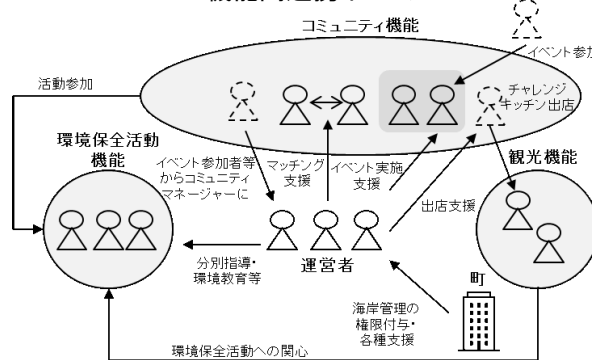 コミュニティ機能
イベント参加
活動参加
チャレンジ
キッチン出店
環境保全活動
機能
イベント参加者等
からコミュニティ
マネージャーに
マッチング
支援
イベント実施
支援
観光機能
出店支援
運営者
分別指導・
環境教育等
町
海岸管理の
権限付与・
各種支援
環境保全活動への関心